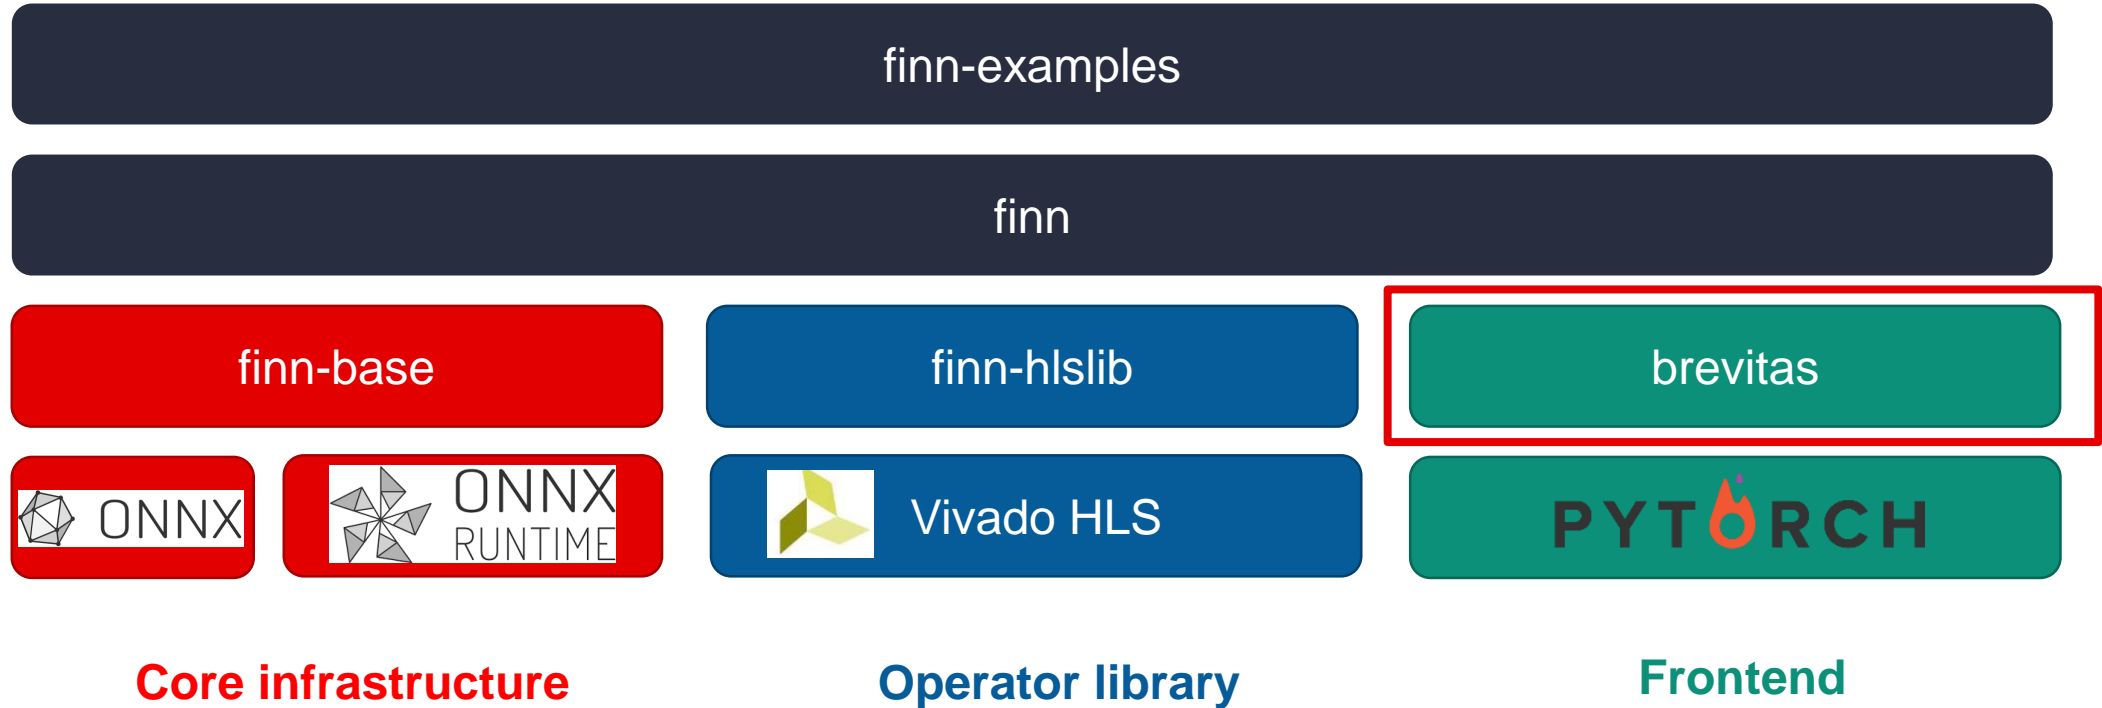 finn-examples
finn
finn-base
finn-hlslib
brevitas
ONNX
ONNX
RUNTIME
Vivado HLS
PYTORCH
Core infrastructure
Operator library
Frontend